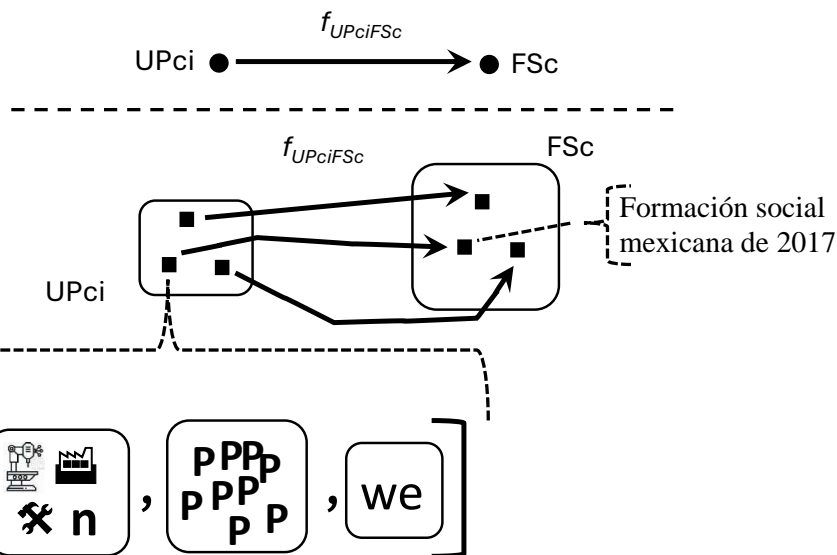 f_UPciFSc
UPci
FSc
f_UPciFSc
FSc
Formación social
mexicana de 2017
UPci
n
,
P P P P
P P P P
P P
,
we